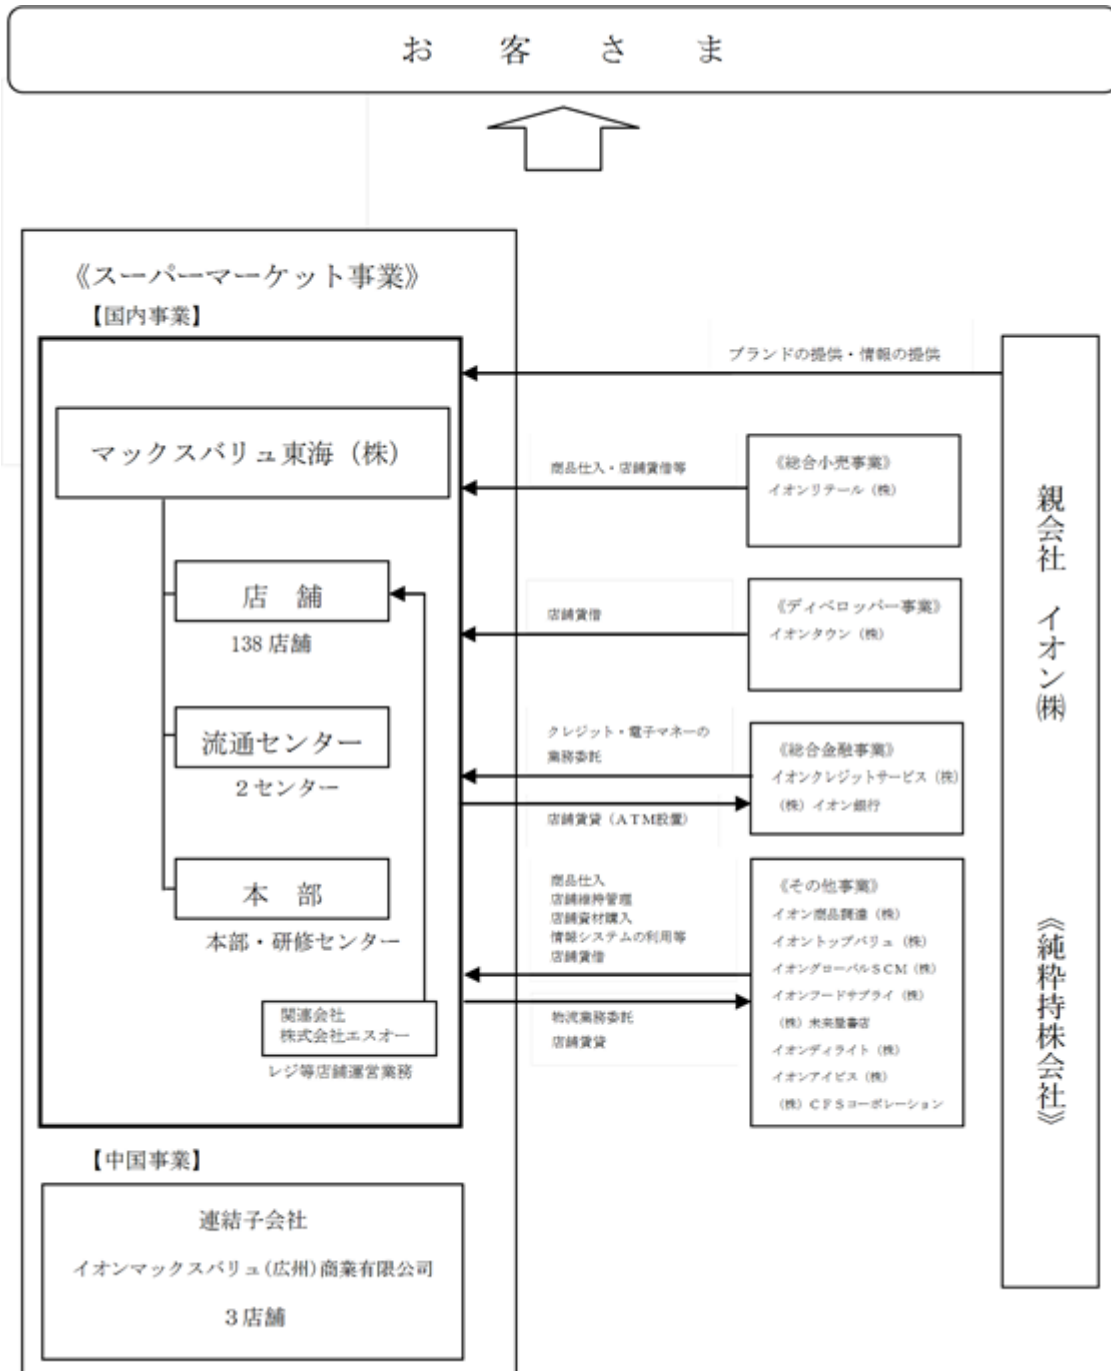 お客さま
《スーパーマーケット事業》
【国内事業】
マックスバリュ東海（株）
店舗
138店舗
流通センター
2センター
本部
本部・研修センター
関連会社
株式会社エスオー
レジ等店舗運営業務
【中国事業】
連結子会社
イオンマックスバリュ(広州)商業有限公司
3店舗
ブランドの提供・情報の提供
商品仕入・店舗賃借等
店舗賃借
クレジット・電子マネーの
業務委託
店舗賃貸（ATM設置）
商品仕入
店舗維持管理
店舗資材購入
情報システムの利用等
店舗賃借
物流業務委託
店舗賃貸
《総合小売事業》
イオンリテール（株）
《ディベロッパー事業》
イオンタウン（株）
《総合金融事業》
イオンクレジットサービス（株）
（株）イオン銀行
《その他事業》
イオン商品調達（株）
イオントップバリュ（株）
イオングローバルSCM（株）
イオンフードサプライ（株）
（株）未来屋書店
イオンディライト（株）
イオンアイビス（株）
（株）CFSコーポレーション
親会社 イオン㈱ 《純粋持株会社》